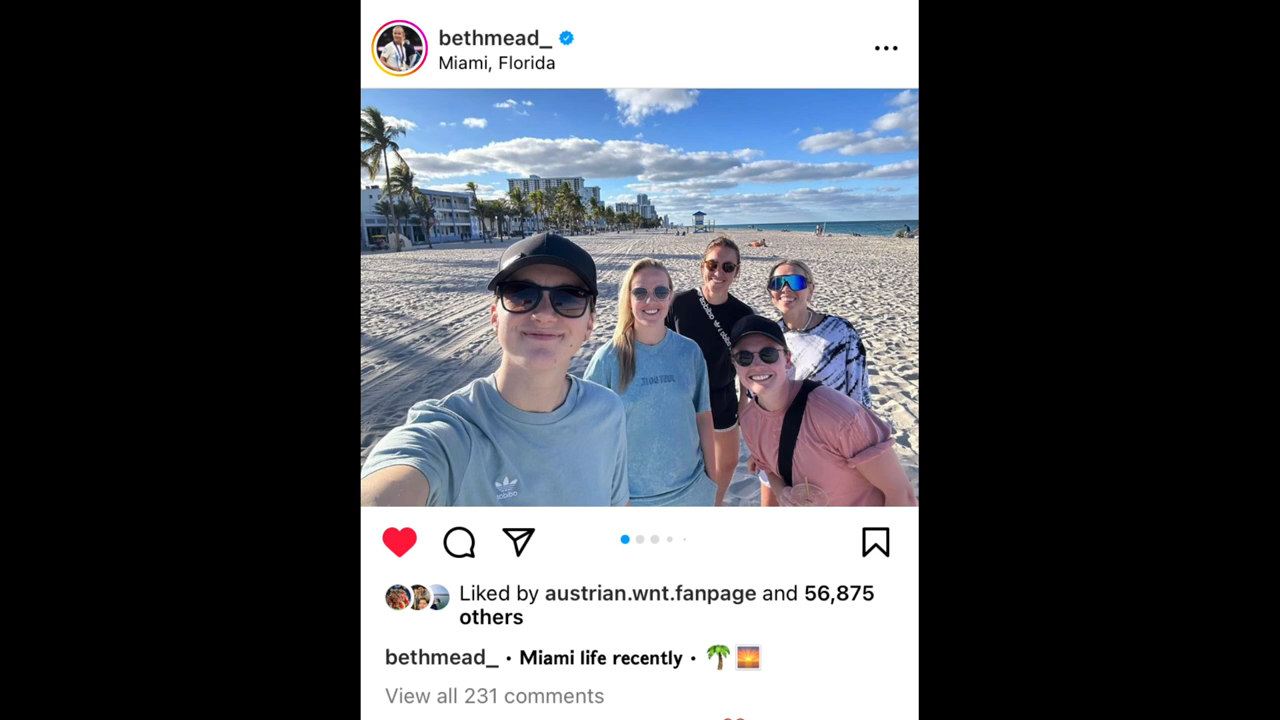 bethmead_
Miami, Florida
Liked by austrian.wnt.fanpage and 56,875
others
bethmead_ • Miami life recently • 🌴🌅
View all 231 comments